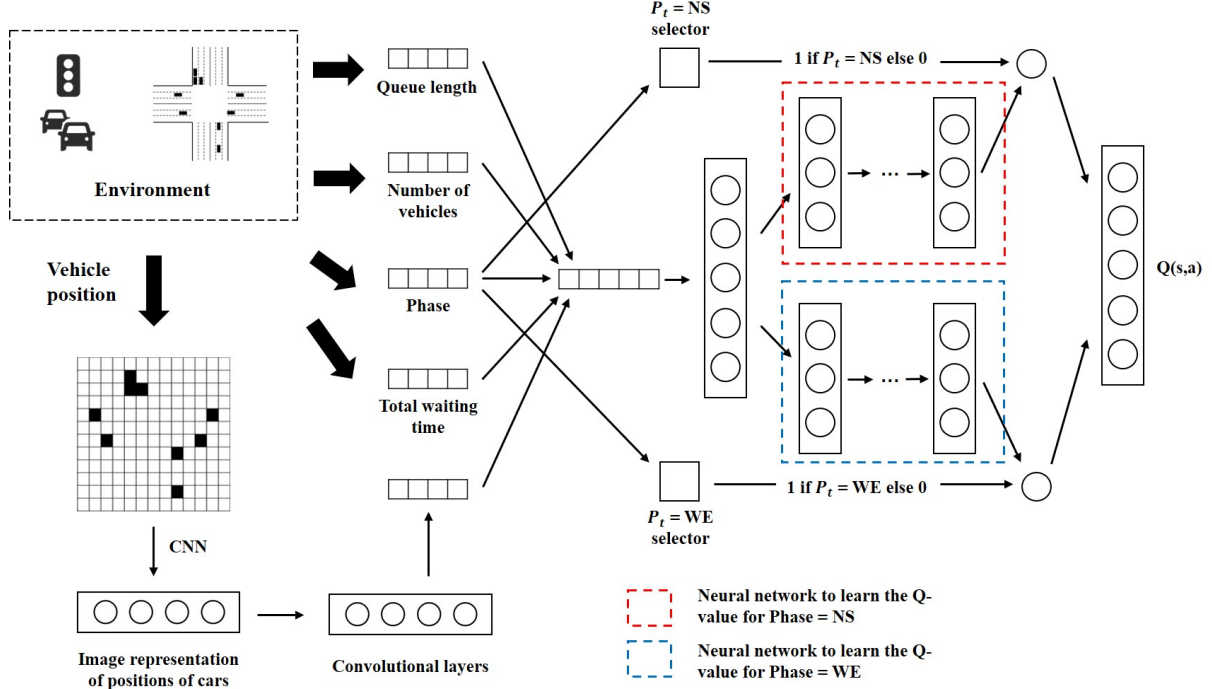 P_t = NS
selector
1 if P_t = NS else 0
Queue length
Environment
Number of
vehicles
Vehicle
position
Phase
Q(s,a)
Total waiting
time
1 if P_t = WE else 0
P_t = WE
selector
CNN
Image representation
of positions of cars
Convolutional layers
Neural network to learn the Q-
value for Phase = NS
Neural network to learn the Q-
value for Phase = WE